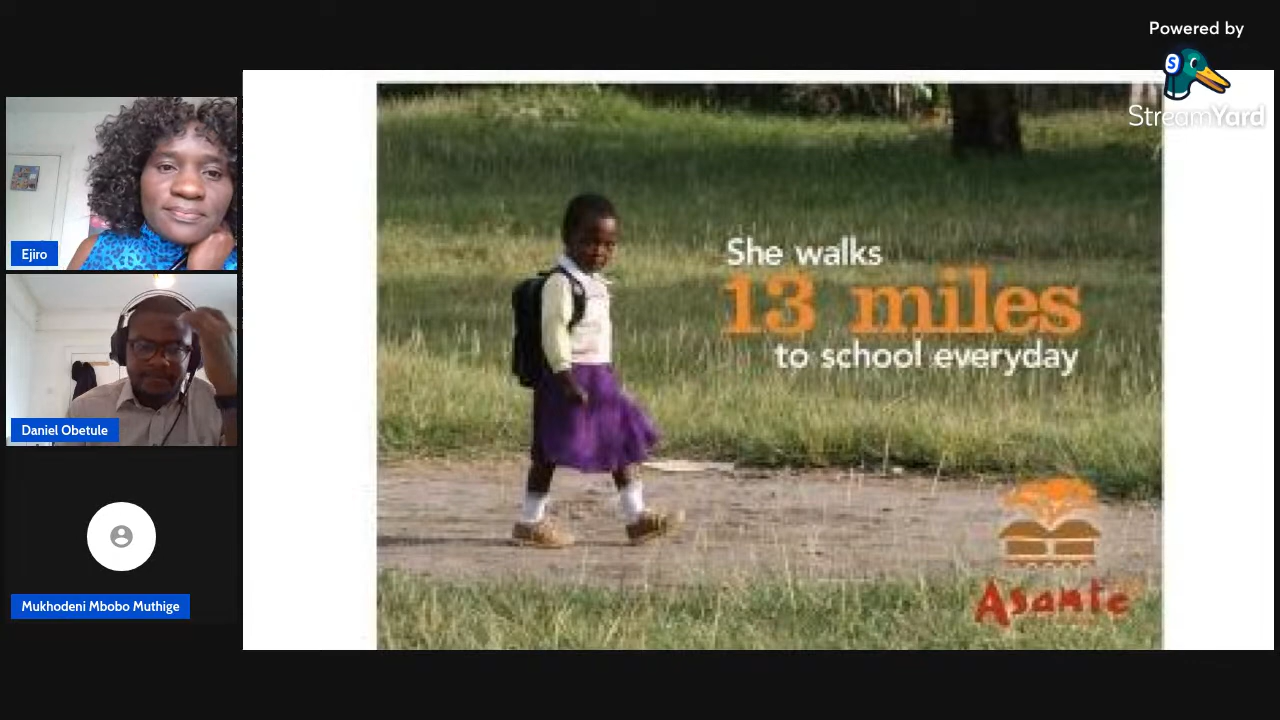 Powered by
S
StreamYard
Ejiro
Daniel Obetule
Mukhodeni Mbobo Muthige
She walks
13 miles
to school everyday
Asante